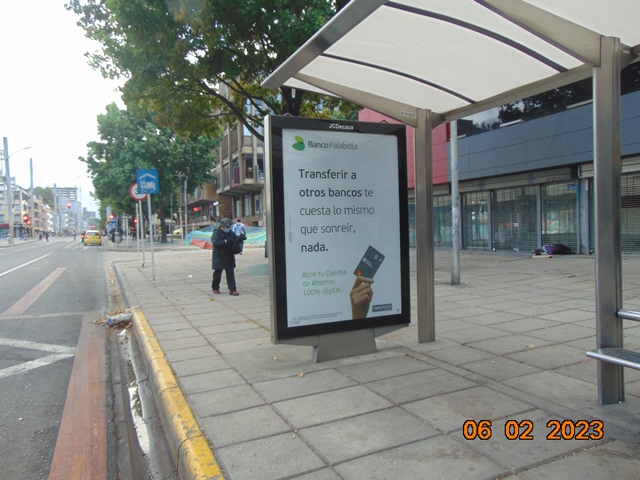 JCDecaux
Banco Falabella
Transferir a
otros bancos te
cuesta lo mismo
que sonreír,
nada.
Abre tu Cuenta
de Ahorros,
100% digital.
06 02 2023